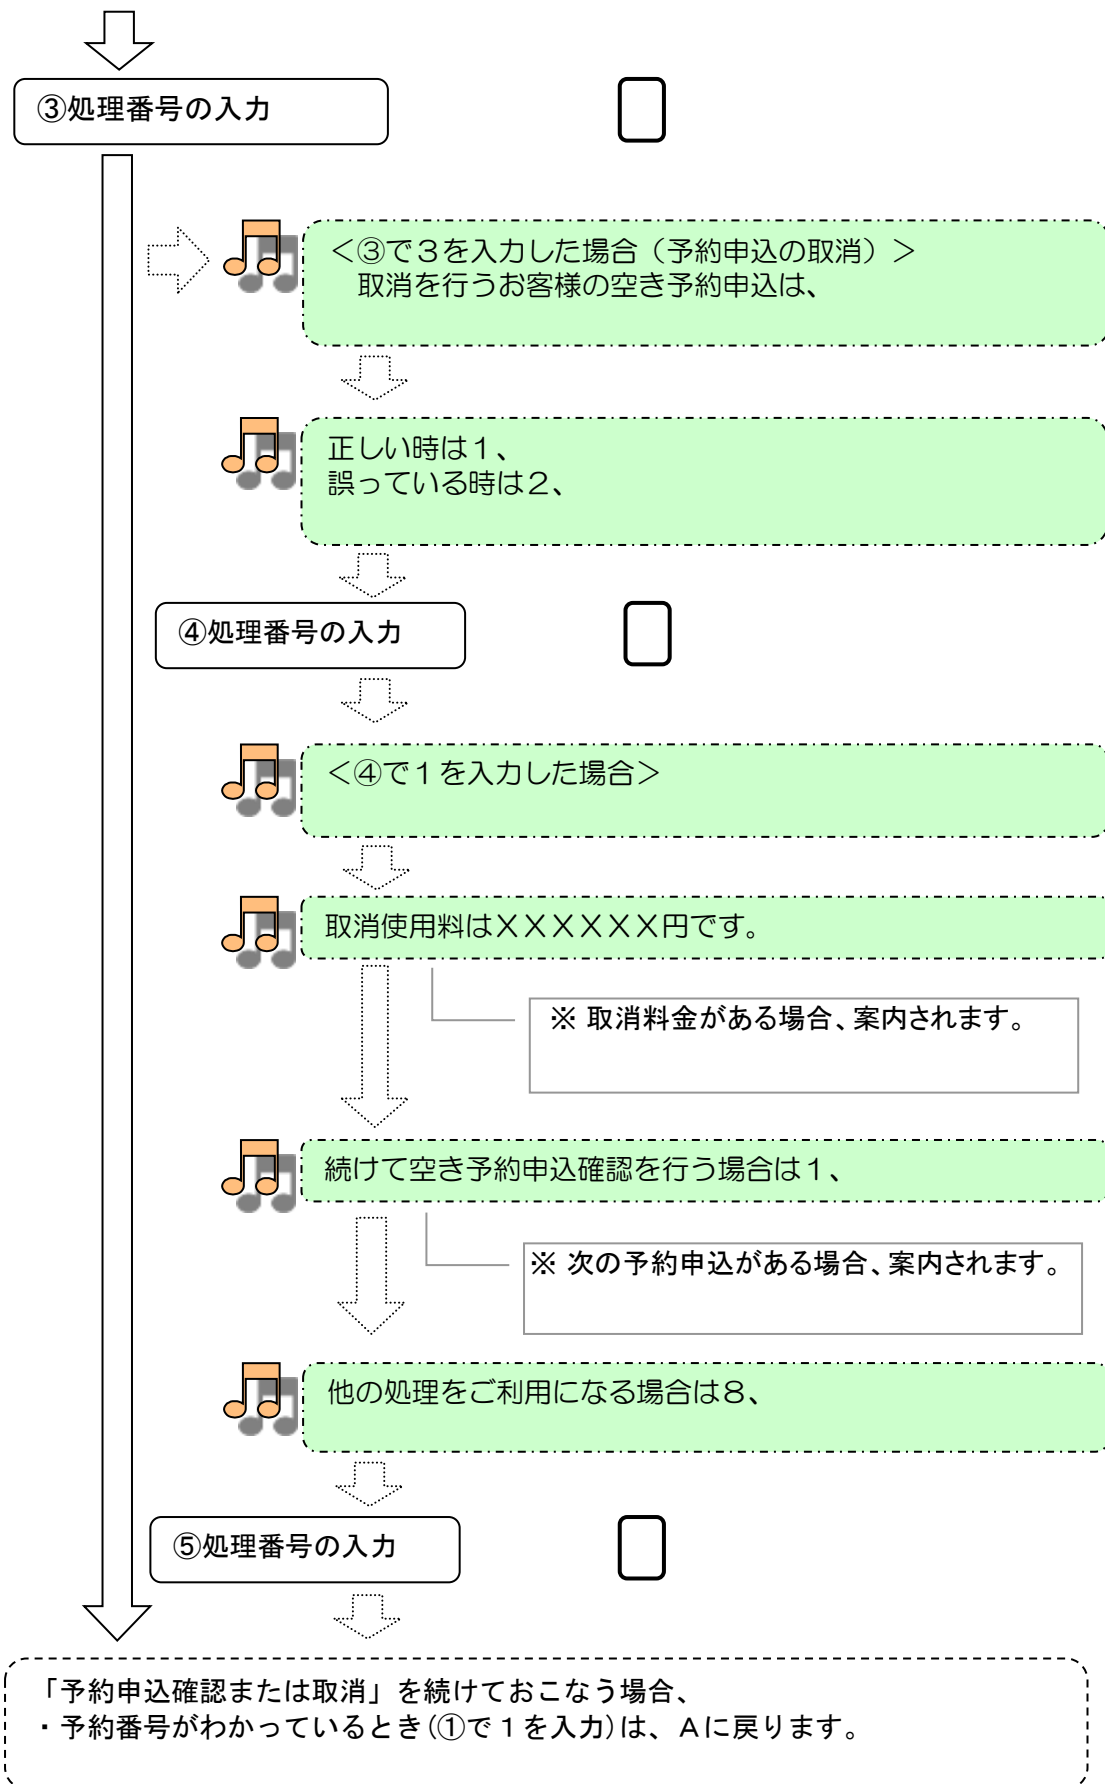 ③処理番号の入力
＜③で３を入力した場合（予約申込の取消）＞
取消を行うお客様の空き予約申込は、
正しい時は１、
誤っている時は２、
④処理番号の入力
＜④で１を入力した場合＞
取消使用料はＸＸＸＸＸＸ円です。
※ 取消料金がある場合、案内されます。
続けて空き予約申込確認を行う場合は１、
※ 次の予約申込がある場合、案内されます。
他の処理をご利用になる場合は８、
⑤処理番号の入力
「予約申込確認または取消」を続けておこなう場合、
・予約番号がわかっているとき(①で１を入力)は、Ａに戻ります。